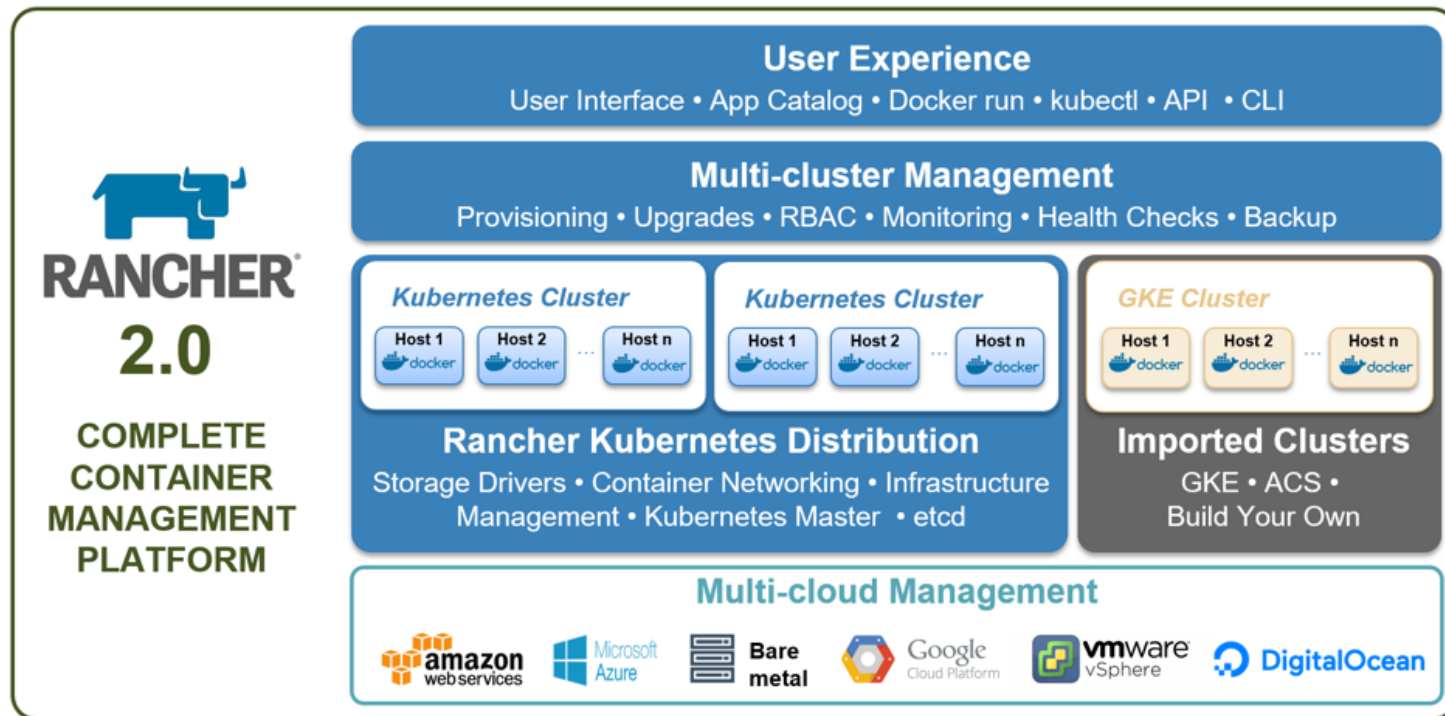 RANCHER®
2.0
COMPLETE
CONTAINER
MANAGEMENT
PLATFORM
User Experience
User Interface • App Catalog • Docker run • kubectl • API • CLI
Multi-cluster Management
Provisioning • Upgrades • RBAC • Monitoring • Health Checks • Backup
Kubernetes Cluster
Host 1 Host 2 ... Host n
docker docker docker
Kubernetes Cluster
Host 1 Host 2 ... Host n
docker docker docker
Rancher Kubernetes Distribution
Storage Drivers • Container Networking • Infrastructure
Management • Kubernetes Master • etcd
GKE Cluster
Host 1 Host 2 ... Host n
docker docker docker
Imported Clusters
GKE • ACS •
Build Your Own
Multi-cloud Management
amazon
webservices
Microsoft
Azure
Bare
metal
Google
Cloud Platform
vmware®
vSphere
DigitalOcean